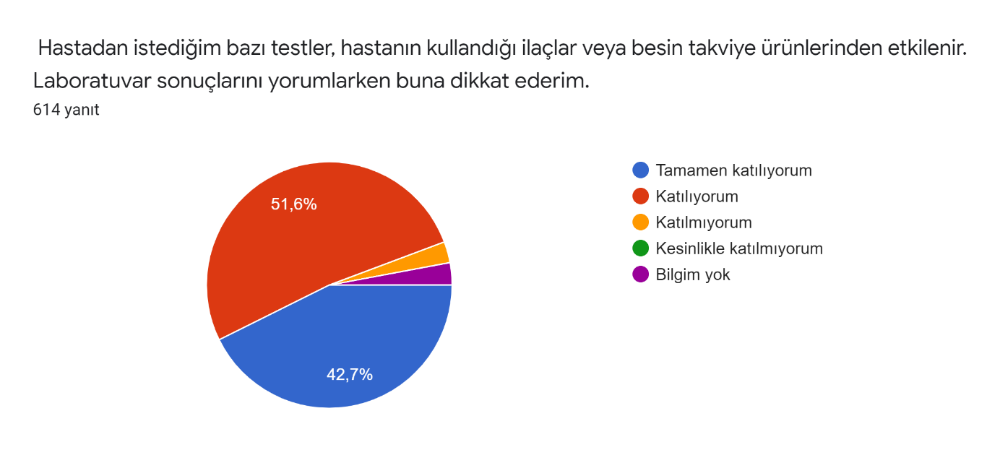 Hastadan istediğim bazı testler, hastanın kullandığı ilaçlar veya besin takviye ürünlerinden etkilenir.
Laboratuvar sonuçlarını yorumlarken buna dikkat ederim.
614 yanıt
Tamamen katılıyorum
Katılıyorum
Katılmıyorum
Kesinlikle katılmıyorum
Bilgim yok
51,6%
42,7%